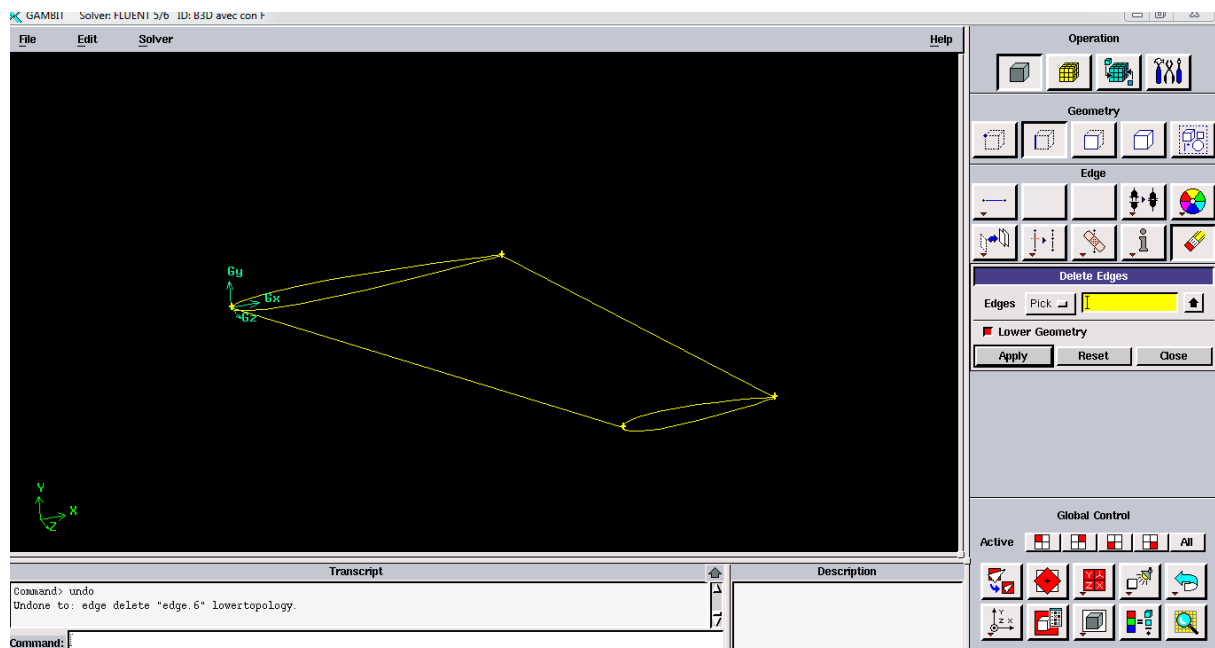 GAMBIT Solver: FLUENT 5/6 ID: B3D avec con F
File Edit Solver Help
Operation
Geometry
Edge
Delete Edges
Edges Pick
Lower Geometry
Apply Reset Close
Gy
Gx
Gz
Y
X
Z
Global Control
Active All
Transcript
Description
Command> undo
Undone to: edge delete "edge.6" lowertopology.
Command: